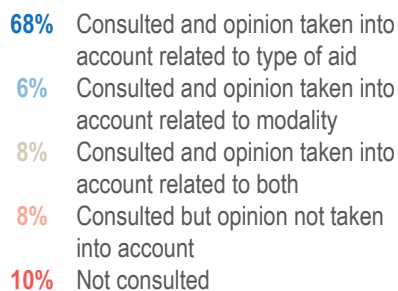 68% Consulted and opinion taken into
account related to type of aid
6% Consulted and opinion taken into
account related to modality
8% Consulted and opinion taken into
account related to both
8% Consulted but opinion not taken
into account
10% Not consulted